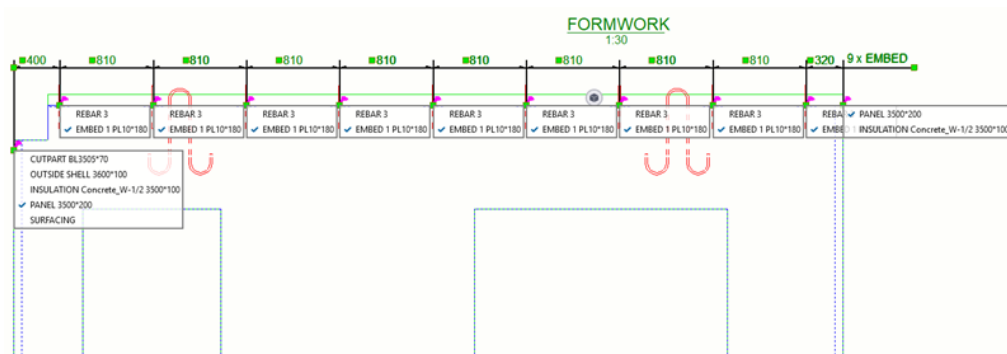 FORMWORK
1:30
400 810 810 810 810 810 810 810 810 320 9 x EMBED
REBAR 3 REBAR 3 REBAR 3 REBAR 3 REBAR 3 REBAR 3 REBAR 3 REBAR 3 REBA PANEL 3500*200
EMBED 1 PL10*180 EMBED 1 PL10*180 EMBED 1 PL10*180 EMBED 1 PL10*180 EMBED 1 PL10*180 EMBED 1 PL10*180 EMBED 1 PL10*180 EMBED 1 PL10*180 EMBE INSULATION Concrete_W-1/2 3500*100
CUTPART BL3505*70
OUTSIDE SHELL 3600*100
INSULATION Concrete_W-1/2 3500*100
PANEL 3500*200
SURFACING